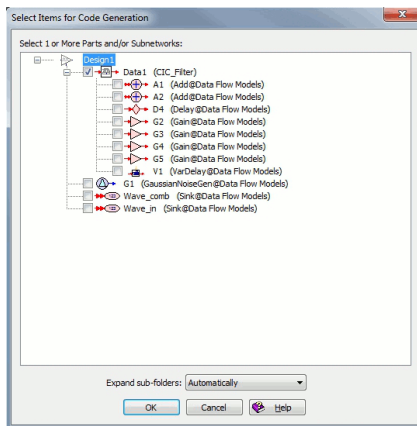 Select Items for Code Generation
Select 1 or More Parts and/or Subnetworks:
Design1
Data1 (CIC_Filter)
A1 (Add@Data Flow Models)
A2 (Add@Data Flow Models)
D4 (Delay@Data Flow Models)
G2 (Gain@Data Flow Models)
G3 (Gain@Data Flow Models)
G4 (Gain@Data Flow Models)
G5 (Gain@Data Flow Models)
V1 (VarDelay@Data Flow Models)
G1 (GaussianNoiseGen@Data Flow Models)
Wave_comb (Sink@Data Flow Models)
Wave_in (Sink@Data Flow Models)
Expand sub-folders: Automatically
OK Cancel Help